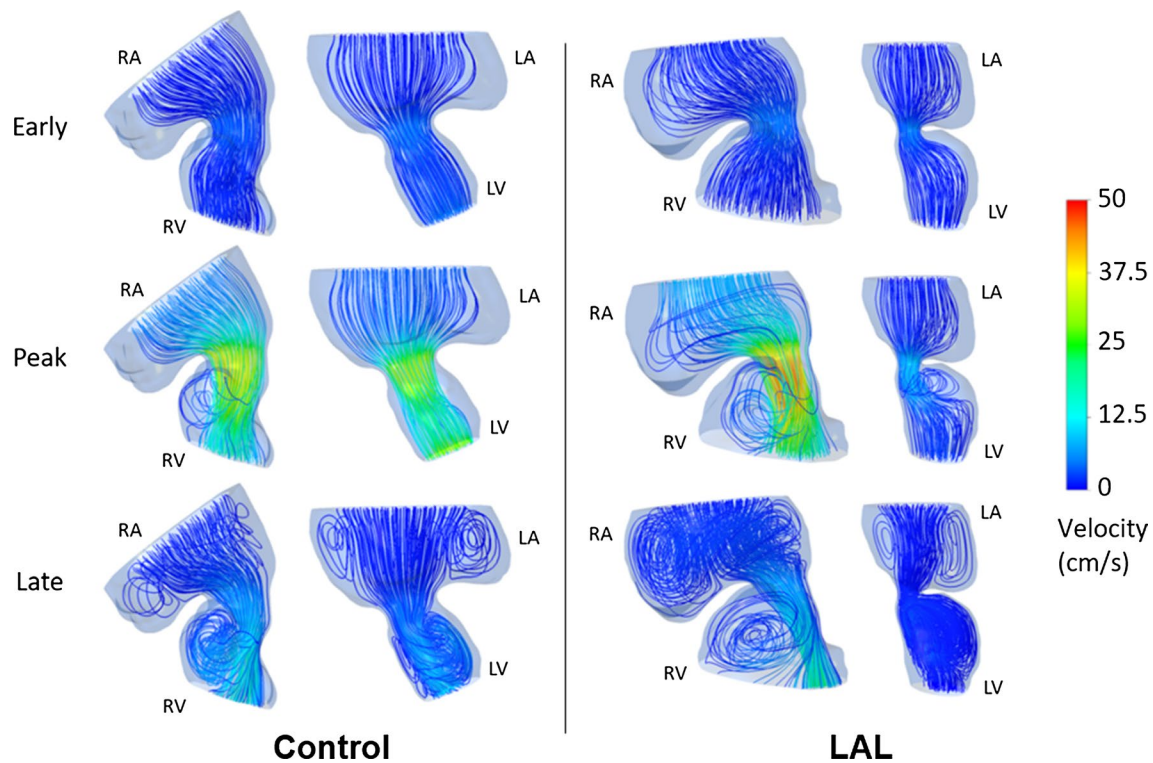 RA
LA
Early
RV
LV
RA
LA
RV
LV
RA
LA
Peak
RV
LV
RA
LA
RV
LV
RA
LA
Late
RV
LV
RA
LA
RV
LV
50
37.5
25
12.5
0
Velocity
(cm/s)
Control
LAL